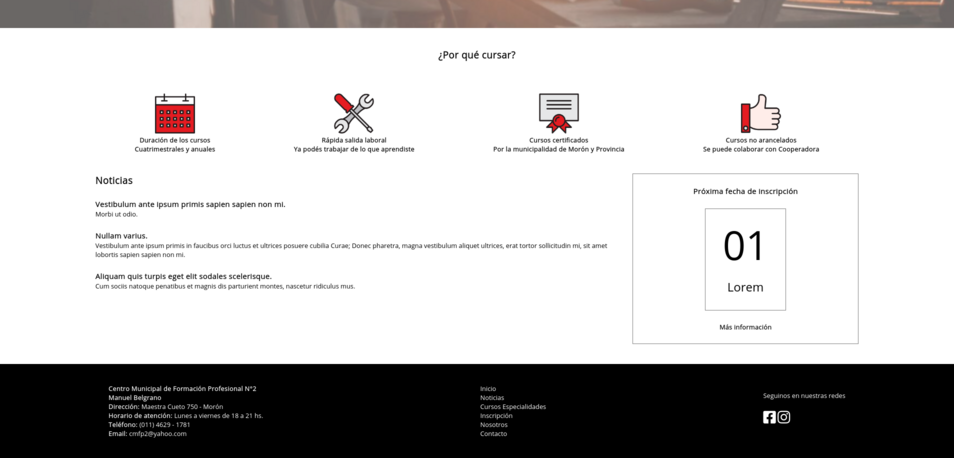 ¿Por qué cursar?
Duración de los cursos
Cuatrimestrales y anuales
Rápida salida laboral
Ya podés trabajar de lo que aprendiste
Cursos certificados
Por la municipalidad de Morón y Provincia
Cursos no arancelados
Se puede colaborar con Cooperadora
Noticias
Vestibulum ante ipsum primis sapien sapien non mi.
Morbi ut odio.
Nullam varius.
Vestibulum ante ipsum primis in faucibus orci luctus et ultrices posuere cubilia Curae; Donec pharetra, magna vestibulum aliquet ultrices, erat tortor sollicitudin mi, sit amet
lobortis sapien sapien non mi.
Aliquam quis turpis eget elit sodales scelerisque.
Cum sociis natoque penatibus et magnis dis parturient montes, nascetur ridiculus mus.
Próxima fecha de inscripción
01
Lorem
Más información
Centro Municipal de Formación Profesional N°2
Manuel Belgrano
Dirección: Maestra Cueto 750 - Morón
Horario de atención: Lunes a viernes de 18 a 21 hs.
Teléfono: (011) 4629 - 1781
Email: cmfp2@yahoo.com
Inicio
Noticias
Cursos Especialidades
Inscripción
Nosotros
Contacto
Seguinos en nuestras redes